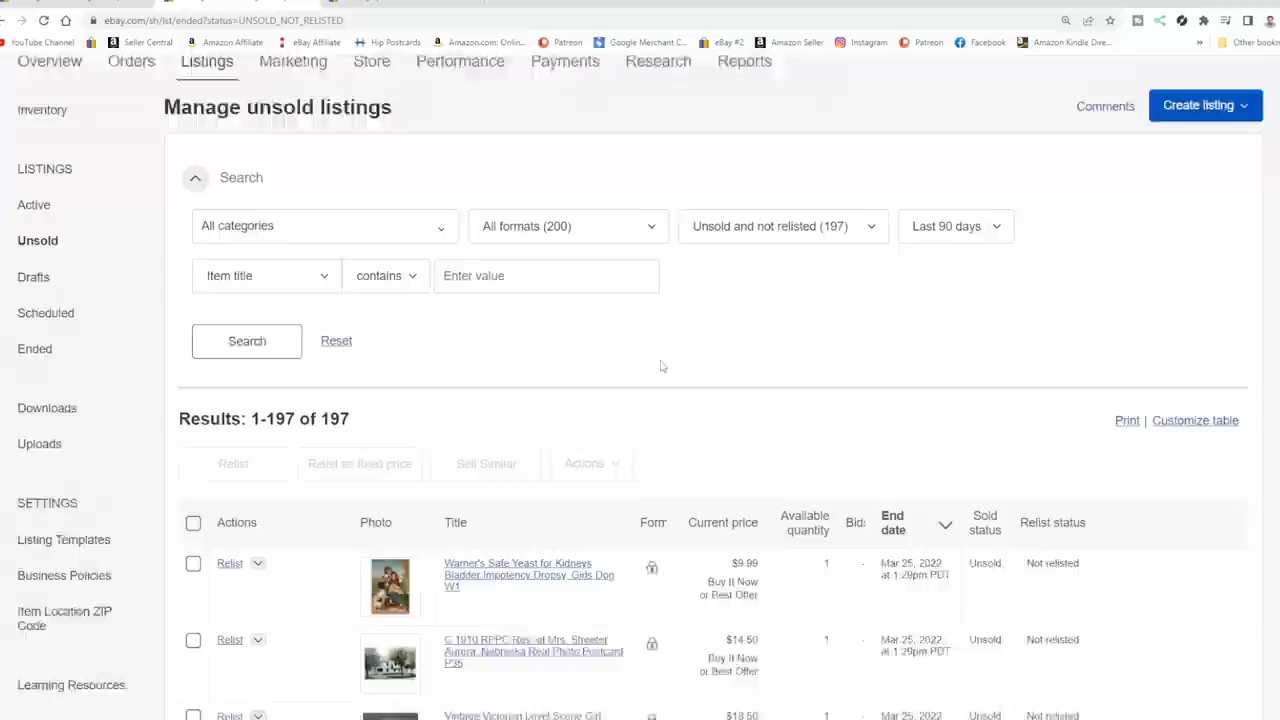 ebay.com/sh/lst/ended?status=UNSOLD_NOT_RELISTED
YouTube Channel Seller Central Amazon Affiliate eBay Affiliate Hip Postcards Amazon.com: Onlin... Patreon Google Merchant C... eBay #2 Amazon Seller Instagram Patreon Facebook Amazon Kindle Dire... » Other book
Overview Orders Listings Marketing Store Performance Payments Research Reports
Inventory
Manage unsold listings
Comments
Create listing
LISTINGS
Search
Active
All categories
All formats (200)
Unsold and not relisted (197)
Last 90 days
Unsold
Drafts
Item title
contains
Enter value
Scheduled
Search
Reset
Ended
Downloads
Results: 1-197 of 197
Print | Customize table
Uploads
Relist
Relist as fixed price
Sell Similar
Actions
SETTINGS
Actions Photo Title Form Current price Available quantity Bids End date Sold status Relist status
Listing Templates
Business Policies
Item Location ZIP
Code
Learning Resources
Relist
Warner's Safe Yeast for Kidneys
Bladder Impotency Dropsy, Girls Dog
W1
$9.99
Buy It Now
or Best Offer
1
-
Mar 25, 2022
at 1:29pm PDT
Unsold
Not relisted
Relist
C 1910 RPPC Res. of Mrs. Streeter
Aurora, Nebraska Real Photo Postcard
P35
$14.50
Buy It Now
or Best Offer
1
-
Mar 25, 2022
at 1:29pm PDT
Unsold
Not relisted
Relist
Vintage Victorian Scene Girl
$18.50
1
-
Mar 25, 2022
Unsold
Not relisted